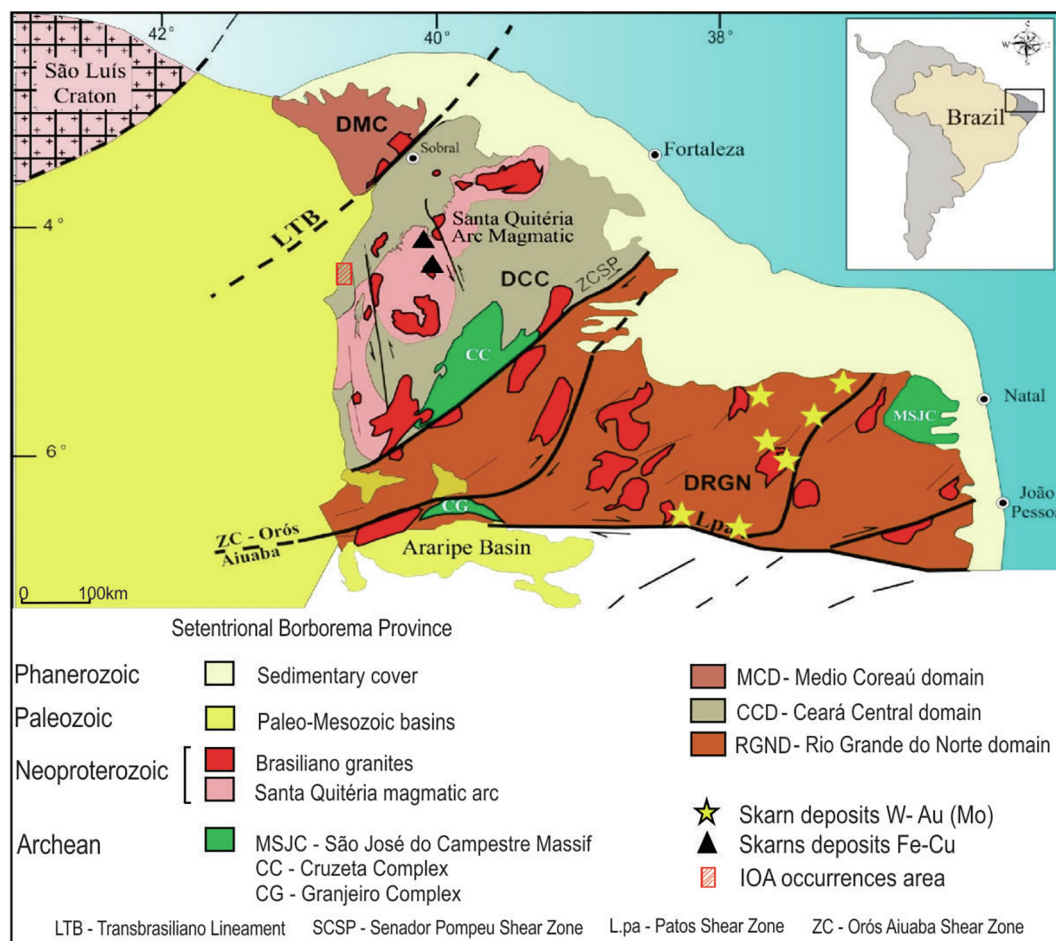 42°
40°
38°
São Luís
Craton
N
W
E
S
Brazil
DMC
Sobral
Fortaleza
4°
LTB
Santa Quitéria
Arc Magmatic
DCC
ZCSP
CC
MSJC
Natal
6°
DRGN
João
Pessoa
Lpa
CG
ZC - Orós
Aiuaba
Araripe Basin
0 100km
Setentrional Borborema Province
Phanerozoic
Sedimentary cover
Paleozoic
Paleo-Mesozoic basins
Neoproterozoic
Brasiliano granites
Santa Quitéria magmatic arc
Archean
MSJC - São José do Campestre Massif
CC - Cruzeta Complex
CG - Granjeiro Complex
MCD - Medio Coreaú domain
CCD - Ceará Central domain
RGND - Rio Grande do Norte domain
Skarn deposits W- Au (Mo)
Skarns deposits Fe-Cu
IOA occurrences area
LTB - Transbrasiliano Lineament SCSP - Senador Pompeu Shear Zone L.pa - Patos Shear Zone ZC - Orós Aiuaba Shear Zone